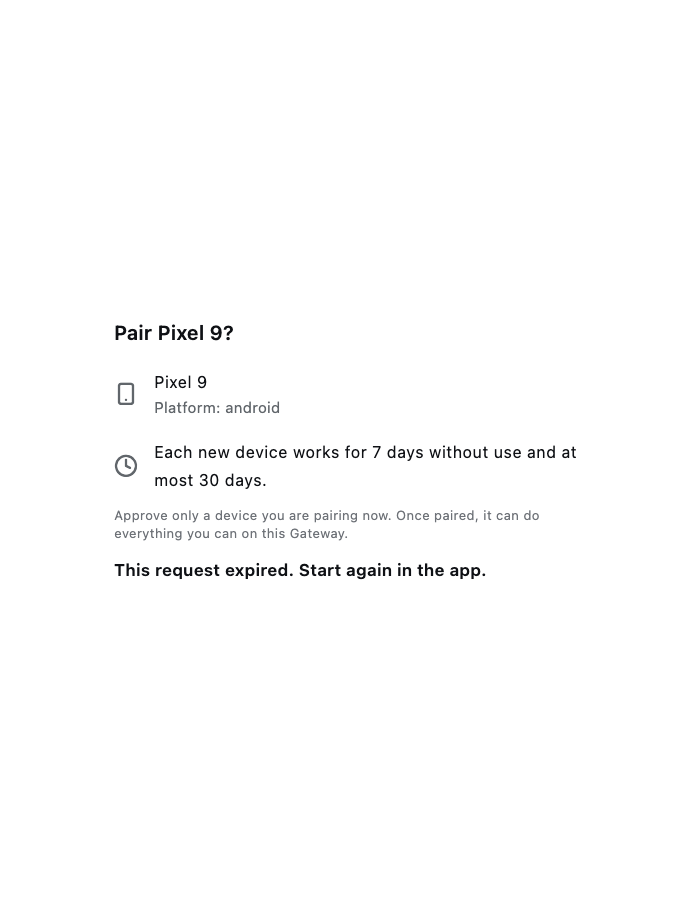 Pair Pixel 9?
Pixel 9
Platform: android
Each new device works for 7 days without use and at
most 30 days.
Approve only a device you are pairing now. Once paired, it can do
everything you can on this Gateway.
This request expired. Start again in the app.